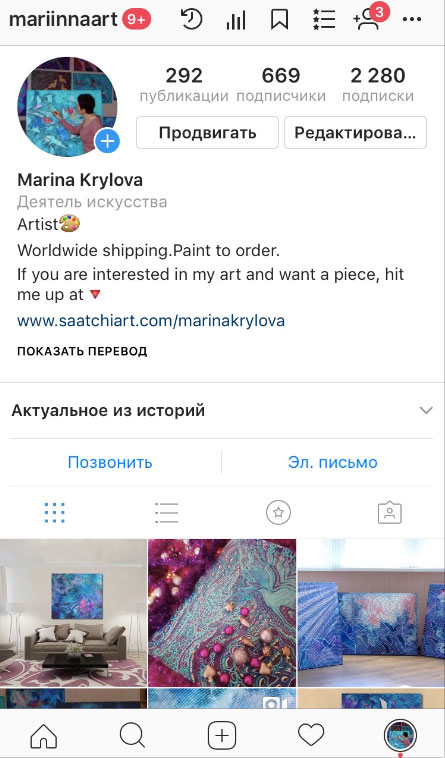 mariinnaart 9+ 3
292 669 2 280
публикации подписчики подписки
Продвигать Редактирова...
Marina Krylova
Деятель искусства
Artist🎨
Worldwide shipping.Paint to order.
If you are interested in my art and want a piece, hit
me up at 🔻
www.saatchiart.com/marinakrylova
ПОКАЗАТЬ ПЕРЕВОД
Актуальное из историй
Позвонить Эл. письмо